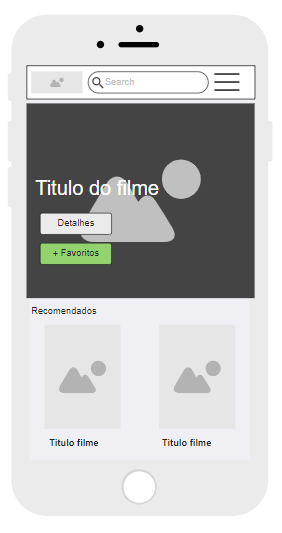 Search
Titulo do filme
Detalhes
+ Favoritos
Recomendados
Titulo filme
Titulo filme